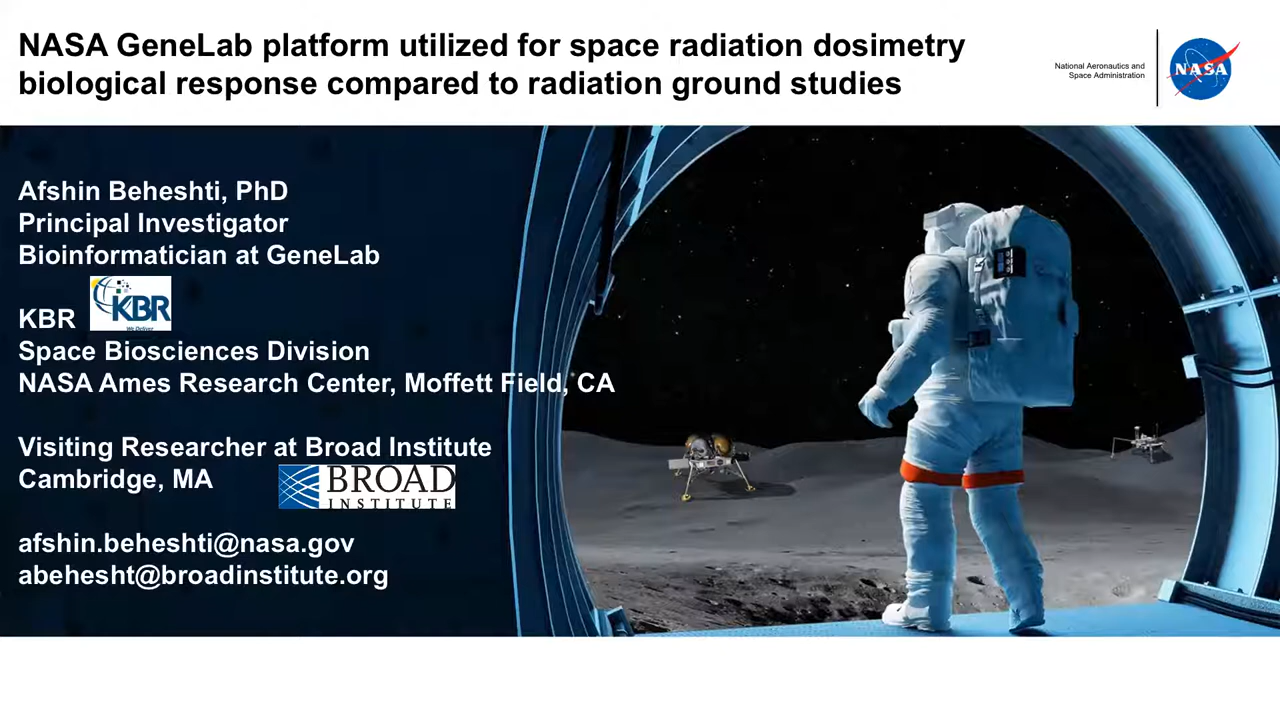 NASA GeneLab platform utilized for space radiation dosimetry
biological response compared to radiation ground studies
National Aeronautics and
Space Administration
NASA
Afshin Beheshti, PhD
Principal Investigator
Bioinformatician at GeneLab
KBR
KBR
We Deliver
Space Biosciences Division
NASA Ames Research Center, Moffett Field, CA
Visiting Researcher at Broad Institute
Cambridge, MA
BROAD
INSTITUTE
afshin.beheshti@nasa.gov
abehesht@broadinstitute.org